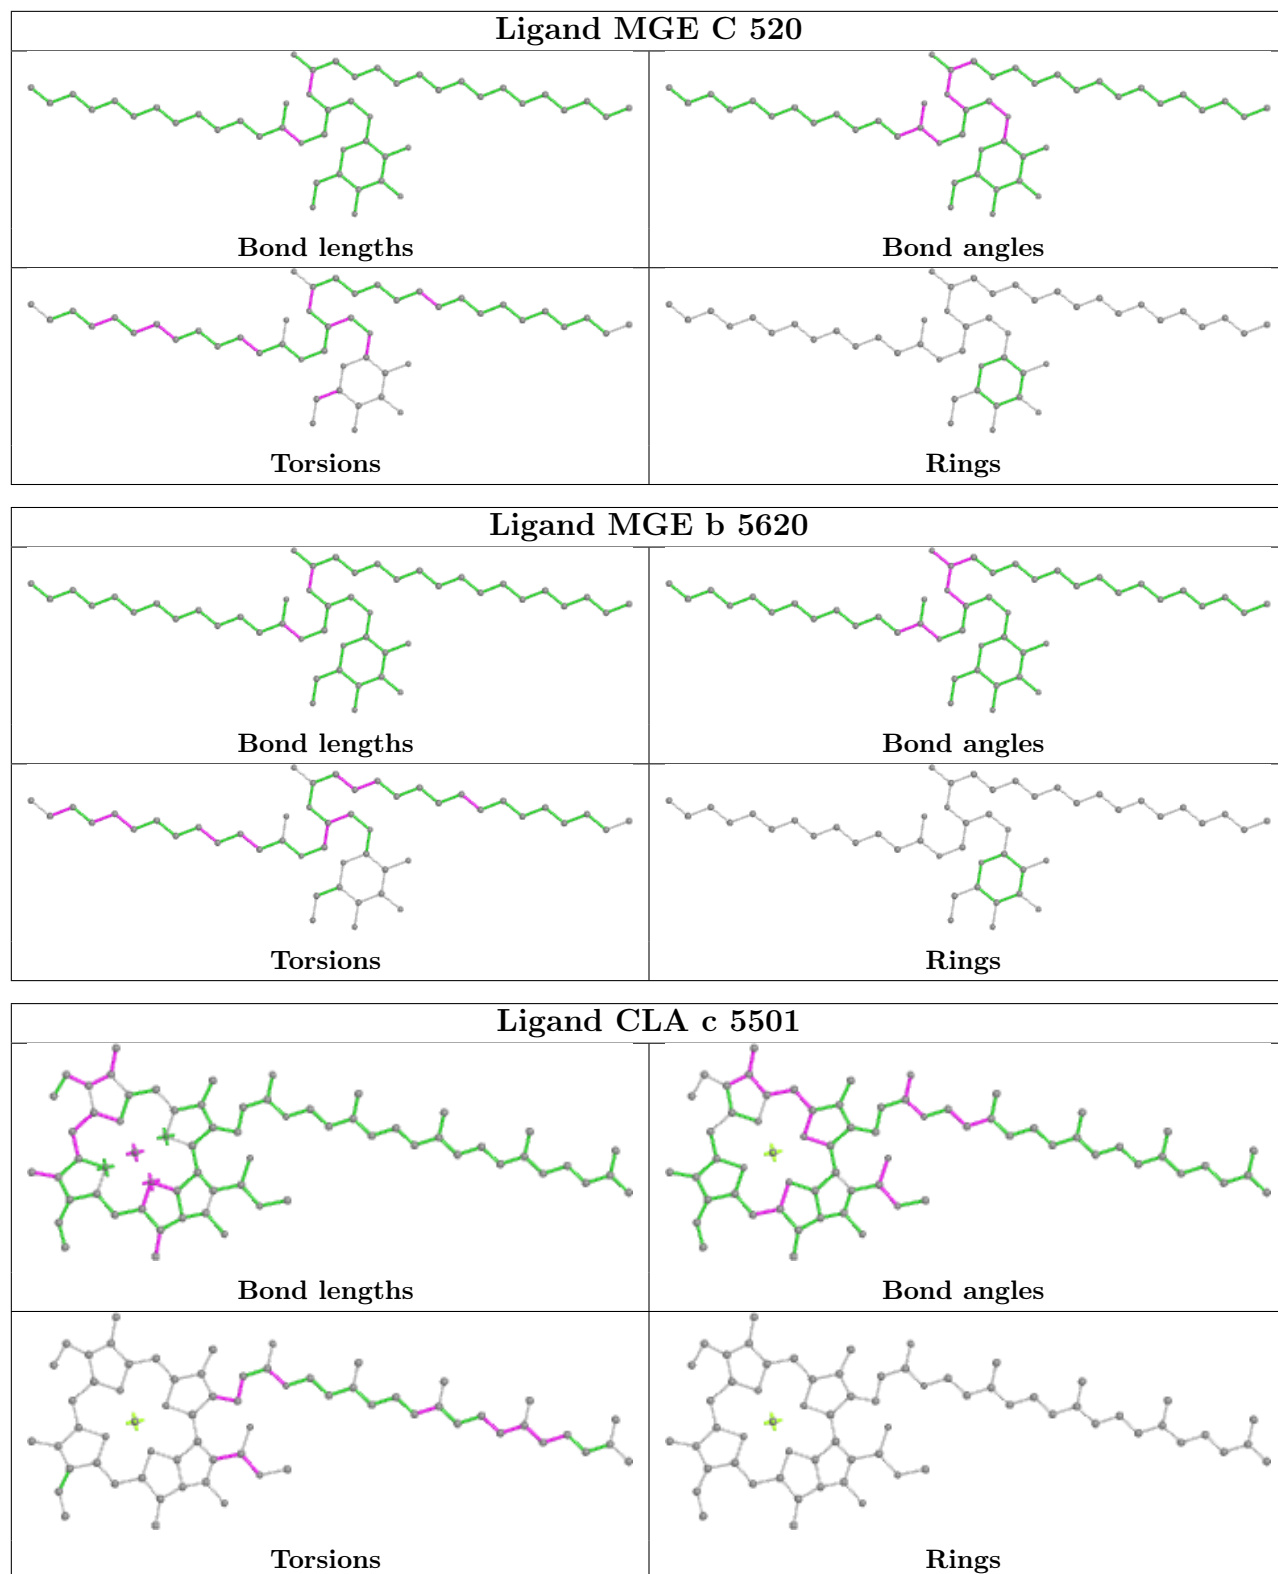 Ligand MGE C 520
Bond lengths
Bond angles
Torsions
Rings
Ligand MGE b 5620
Bond lengths
Bond angles
Torsions
Rings
Ligand CLA c 5501
Bond lengths
Bond angles
Torsions
Rings